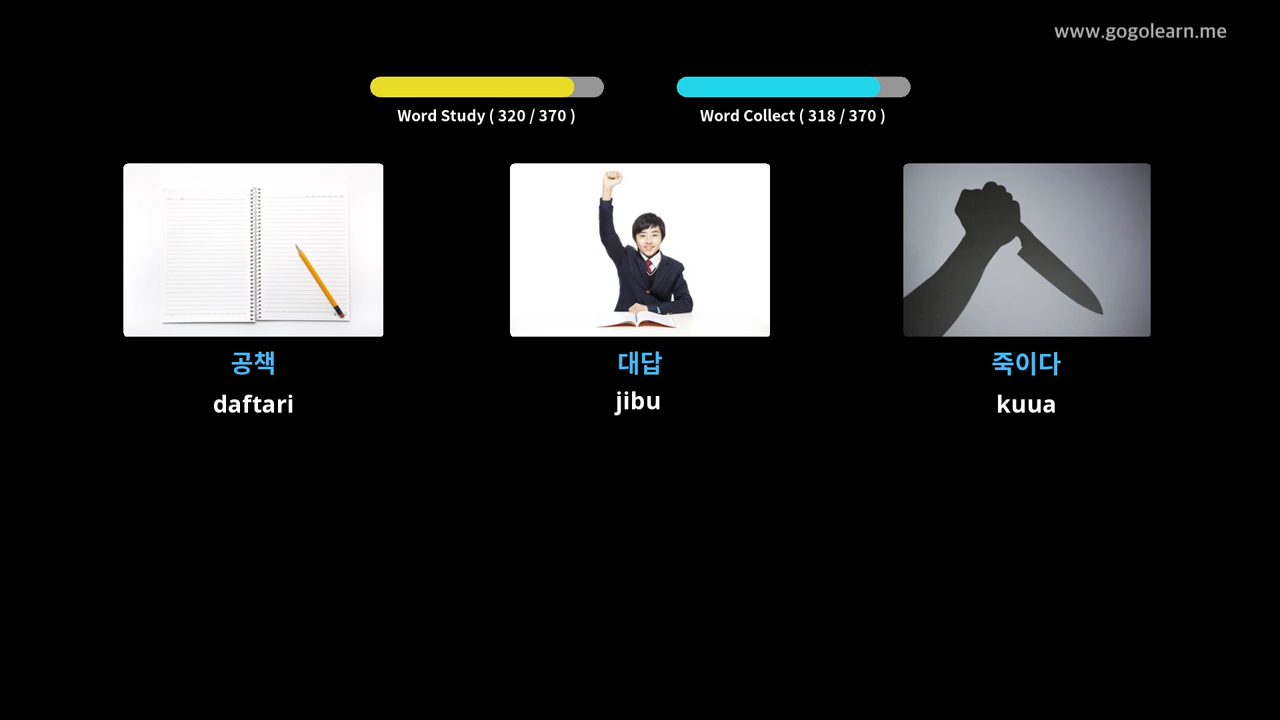 www.gogolearn.me
Word Study ( 320 / 370 )
Word Collect ( 318 / 370 )
공책
대답
죽이다
daftari
jibu
kuua